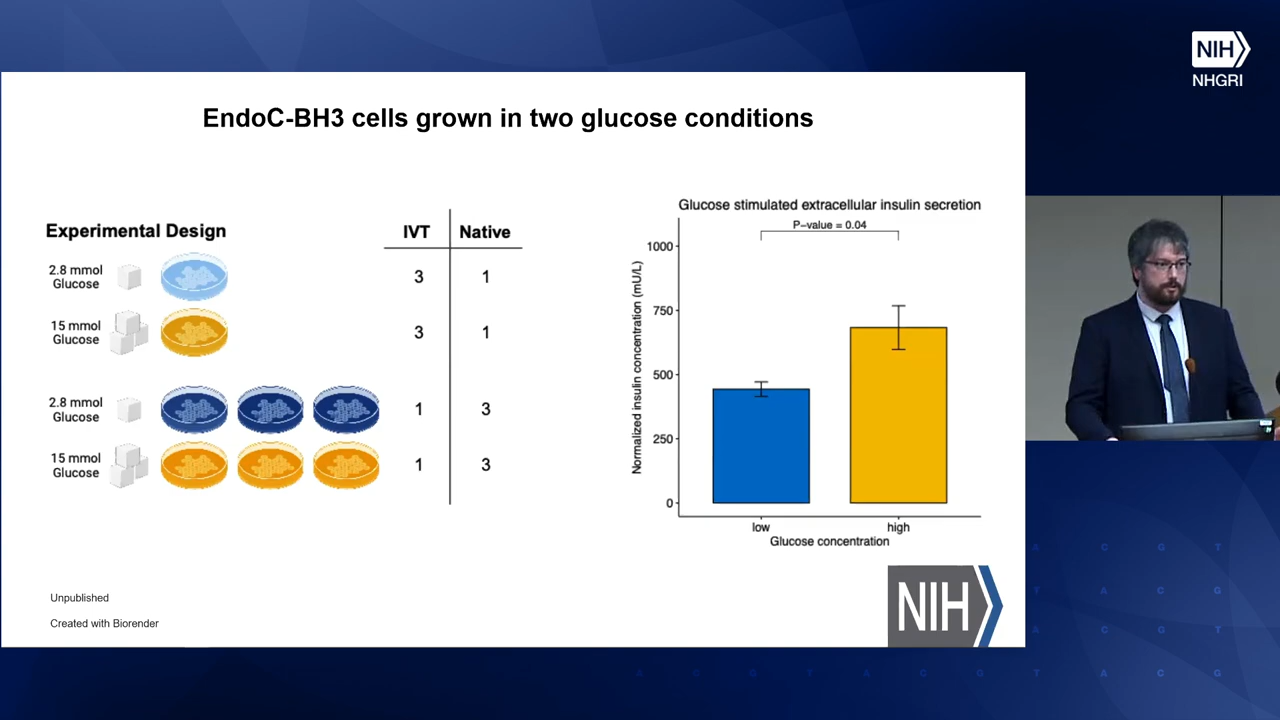 NIH
NHGRI
EndoC-BH3 cells grown in two glucose conditions
Experimental Design
IVT
Native
2.8 mmol
Glucose
3
1
15 mmol
Glucose
3
1
2.8 mmol
Glucose
1
3
15 mmol
Glucose
1
3
Glucose stimulated extracellular insulin secretion
P-value = 0.04
Normalized insulin concentration (mU/L)
1000
750
500
250
0
low
high
Glucose concentration
Unpublished
Created with Biorender
NIH
A C G T
T A C G
A C G T
A C G T A C G T A C